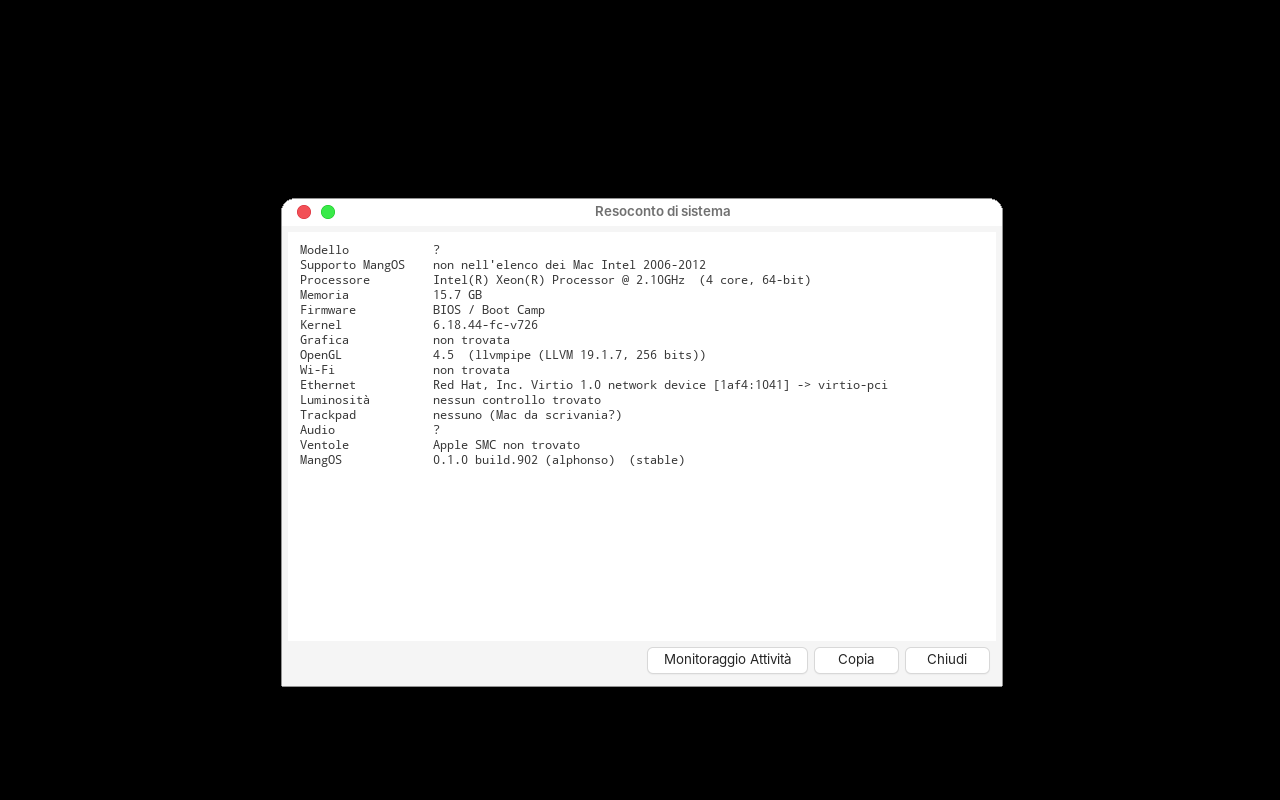 Resoconto di sistema
Modello ?
Supporto MangOS non nell'elenco dei Mac Intel 2006-2012
Processore Intel(R) Xeon(R) Processor @ 2.10GHz (4 core, 64-bit)
Memoria 15.7 GB
Firmware BIOS / Boot Camp
Kernel 6.18.44-fc-v726
Grafica non trovata
OpenGL 4.5 (llvmpipe (LLVM 19.1.7, 256 bits))
Wi-Fi non trovata
Ethernet Red Hat, Inc. Virtio 1.0 network device [1af4:1041] -> virtio-pci
Luminosità nessun controllo trovato
Trackpad nessuno (Mac da scrivania?)
Audio ?
Ventole Apple SMC non trovato
MangOS 0.1.0 build.902 (alphonso) (stable)
Monitoraggio Attività Copia Chiudi